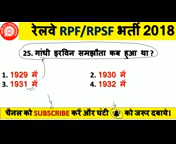 रेलवे RPF/RPSF भर्ती 2018
25. गांधी इरविन समझौता कब हुआ था?
1. 1929 में 2. 1930 में
3. 1931 में 4. 1932 में
चैनल को SUBSCRIBE करें और घंटी को जरूर दबाये।